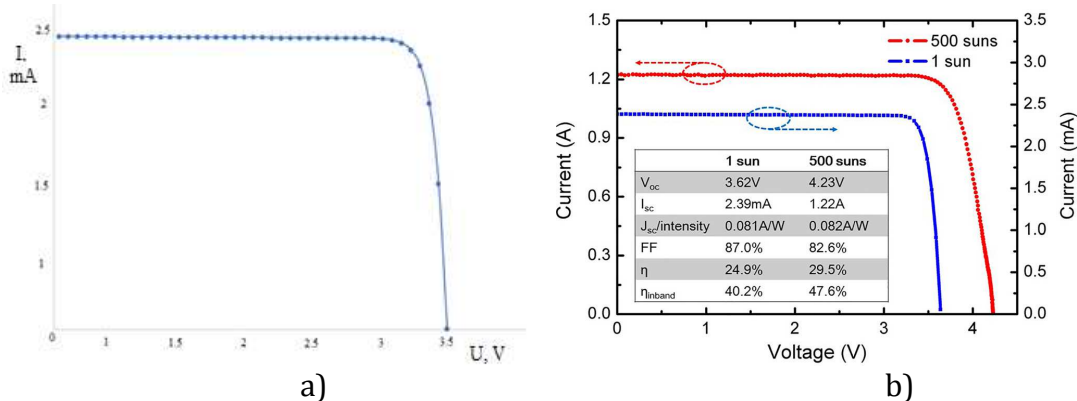 2.5
I,
mA
2
1.5
1
0
1
1.5
2
2.5
3
3.5
U, V
a)
b)
1.5
1.2
0.9
0.6
0.3
0.0
Current (A)
3.5
3.0
2.5
2.0
1.5
1.0
0.5
0.0
Current (mA)
500 suns
1 sun
1 sun 500 suns
Voc 3.62V 4.23V
Isc 2.39mA 1.22A
Jsc/intensity 0.081A/W 0.082A/W
FF 87.0% 82.6%
η 24.9% 29.5%
ηinband 40.2% 47.6%
0 1 2 3 4
Voltage (V)